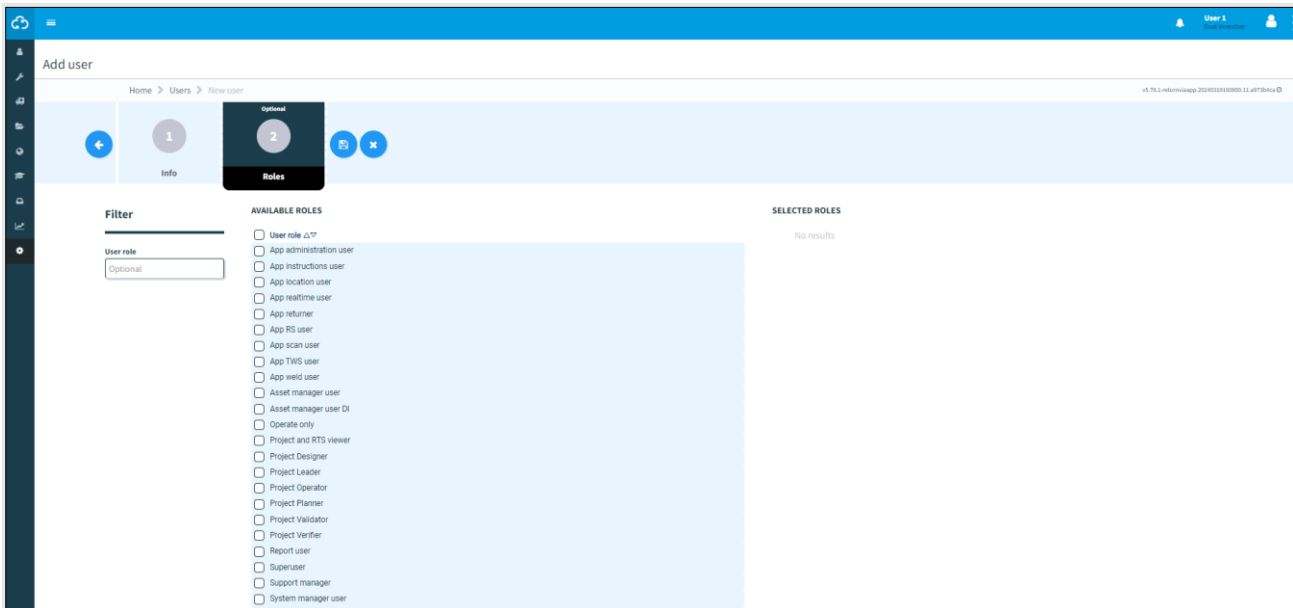 User 1
Dual Inventive
Add user
Home > Users > New user
Optional
1
2
Info
Roles
Filter
User role
Optional
AVAILABLE ROLES
User role
App administration user
App instructions user
App location user
App realtime user
App returner
App RS user
App scan user
App TWS user
App weld user
Asset manager user
Asset manager user DI
Operate only
Project and RTS viewer
Project Designer
Project Leader
Project Operator
Project Planner
Project Validator
Project Verifier
Report user
Superuser
Support manager
System manager user
SELECTED ROLES
No results